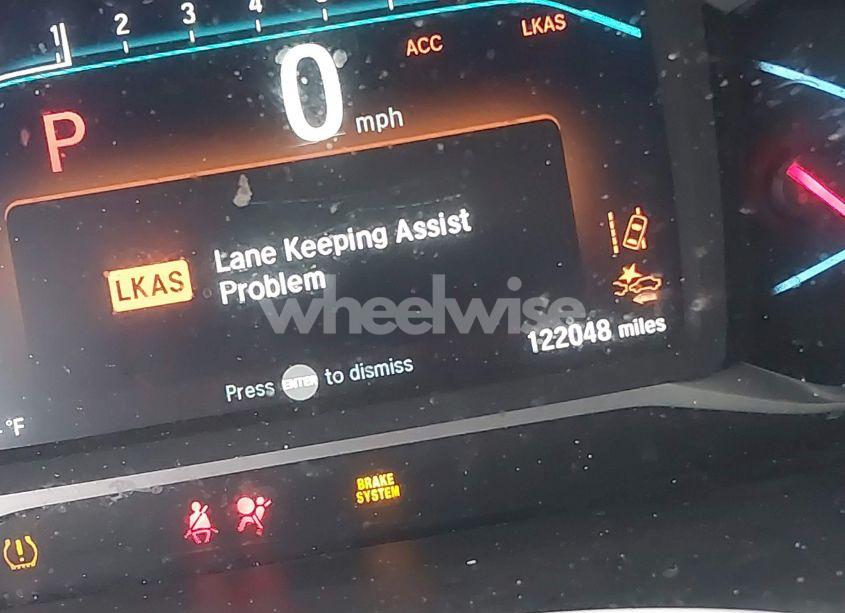 1 2 3 4
ACC
LKAS
P
0 mph
Lane Keeping Assist
LKAS
Problem
wheelwise
122048 miles
Press ENTER to dismiss
°F
BRAKE
SYSTEM